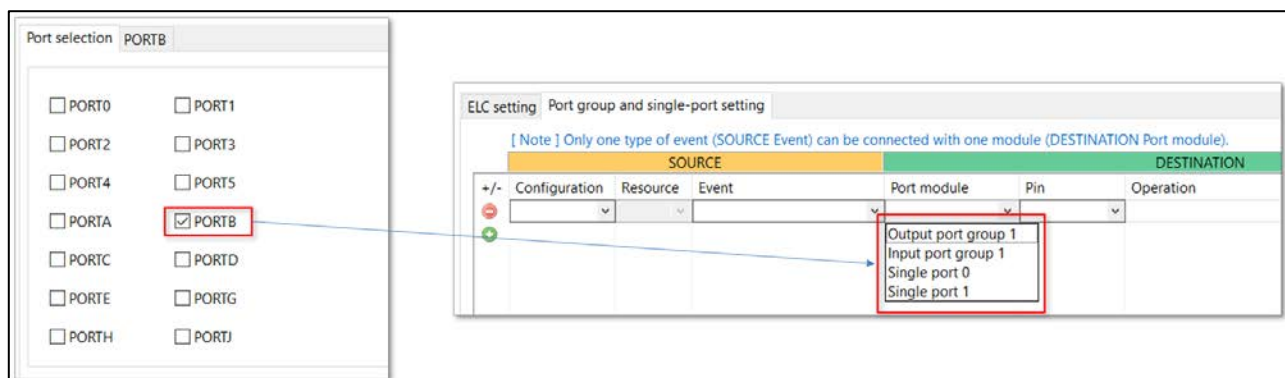 Port selection PORTB
PORT0 PORT1
PORT2 PORT3
PORT4 PORT5
PORTA PORTB
PORTC PORTD
PORTE PORTG
PORTH PORTJ
ELC setting Port group and single-port setting
[ Note ] Only one type of event (SOURCE Event) can be connected with one module (DESTINATION Port module).
SOURCE DESTINATION
+/- Configuration Resource Event Port module Pin Operation
Output port group 1
Input port group 1
Single port 0
Single port 1